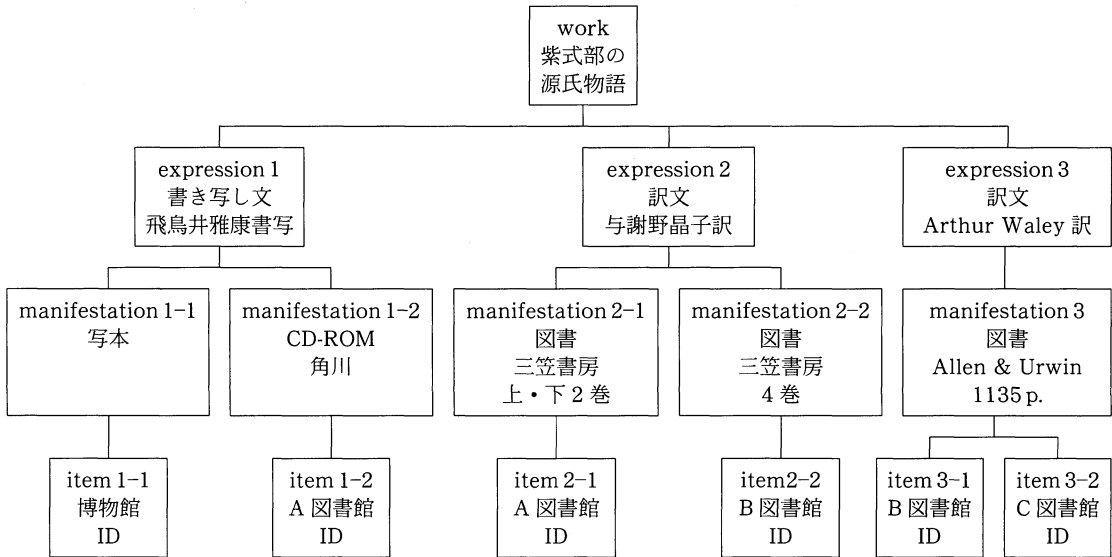 work
紫式部の
源氏物語
expression 1
書き写し文
飛鳥井雅康書写
expression 2
訳文
与謝野晶子訳
expression 3
訳文
Arthur Waley 訳
manifestation 1-1
写本
manifestation 1-2
CD-ROM
角川
manifestation 2-1
図書
三笠書房
上・下 2 巻
manifestation 2-2
図書
三笠書房
4 巻
manifestation 3
図書
Allen & Urwin
1135 p.
item 1-1
博物館
ID
item 1-2
A 図書館
ID
item 2-1
A 図書館
ID
item2-2
B 図書館
ID
item 3-1
B 図書館
ID
item 3-2
C 図書館
ID